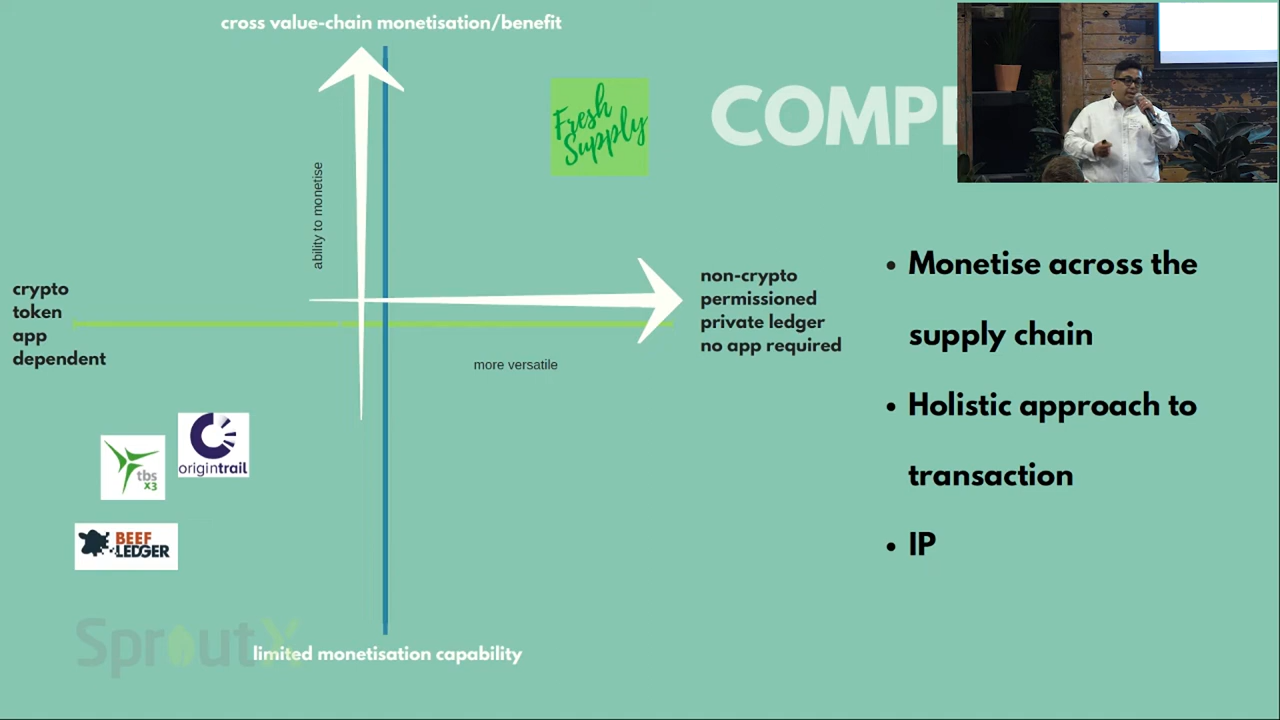 cross value-chain monetisation/benefit
Fresh
Supply
ability to monetise
crypto
token
app
dependent
non-crypto
permissioned
private ledger
no app required
more versatile
Monetise across the
supply chain
Holistic approach to
transaction
IP
origintrail
tbs
x3
BEEF
LEDGER
SproutX
limited monetisation capability